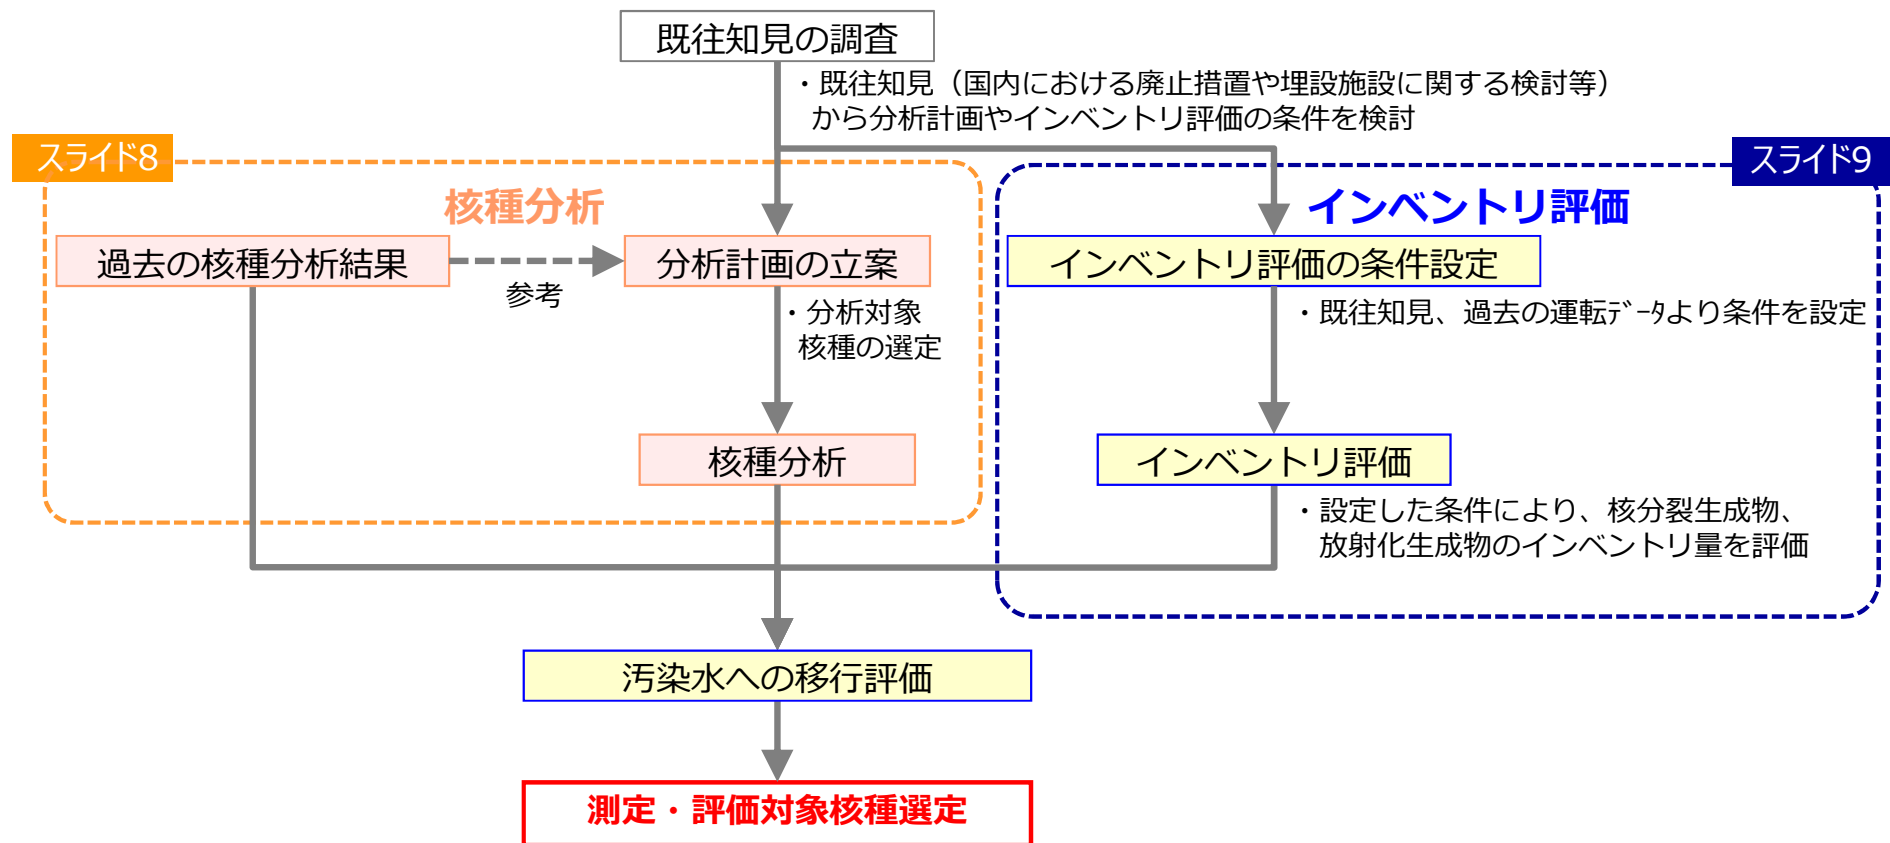 既往知見の調査
・既往知見（国内における廃止措置や埋設施設に関する検討等）
から分析計画やインベントリ評価の条件を検討
スライド8
スライド9
核種分析
インベントリ評価
過去の核種分析結果
参考
分析計画の立案
インベントリ評価の条件設定
・分析対象
核種の選定
・既往知見、過去の運転ﾃﾞｰﾀより条件を設定
核種分析
インベントリ評価
・設定した条件により、核分裂生成物、
放射化生成物のインベントリ量を評価
汚染水への移行評価
測定・評価対象核種選定